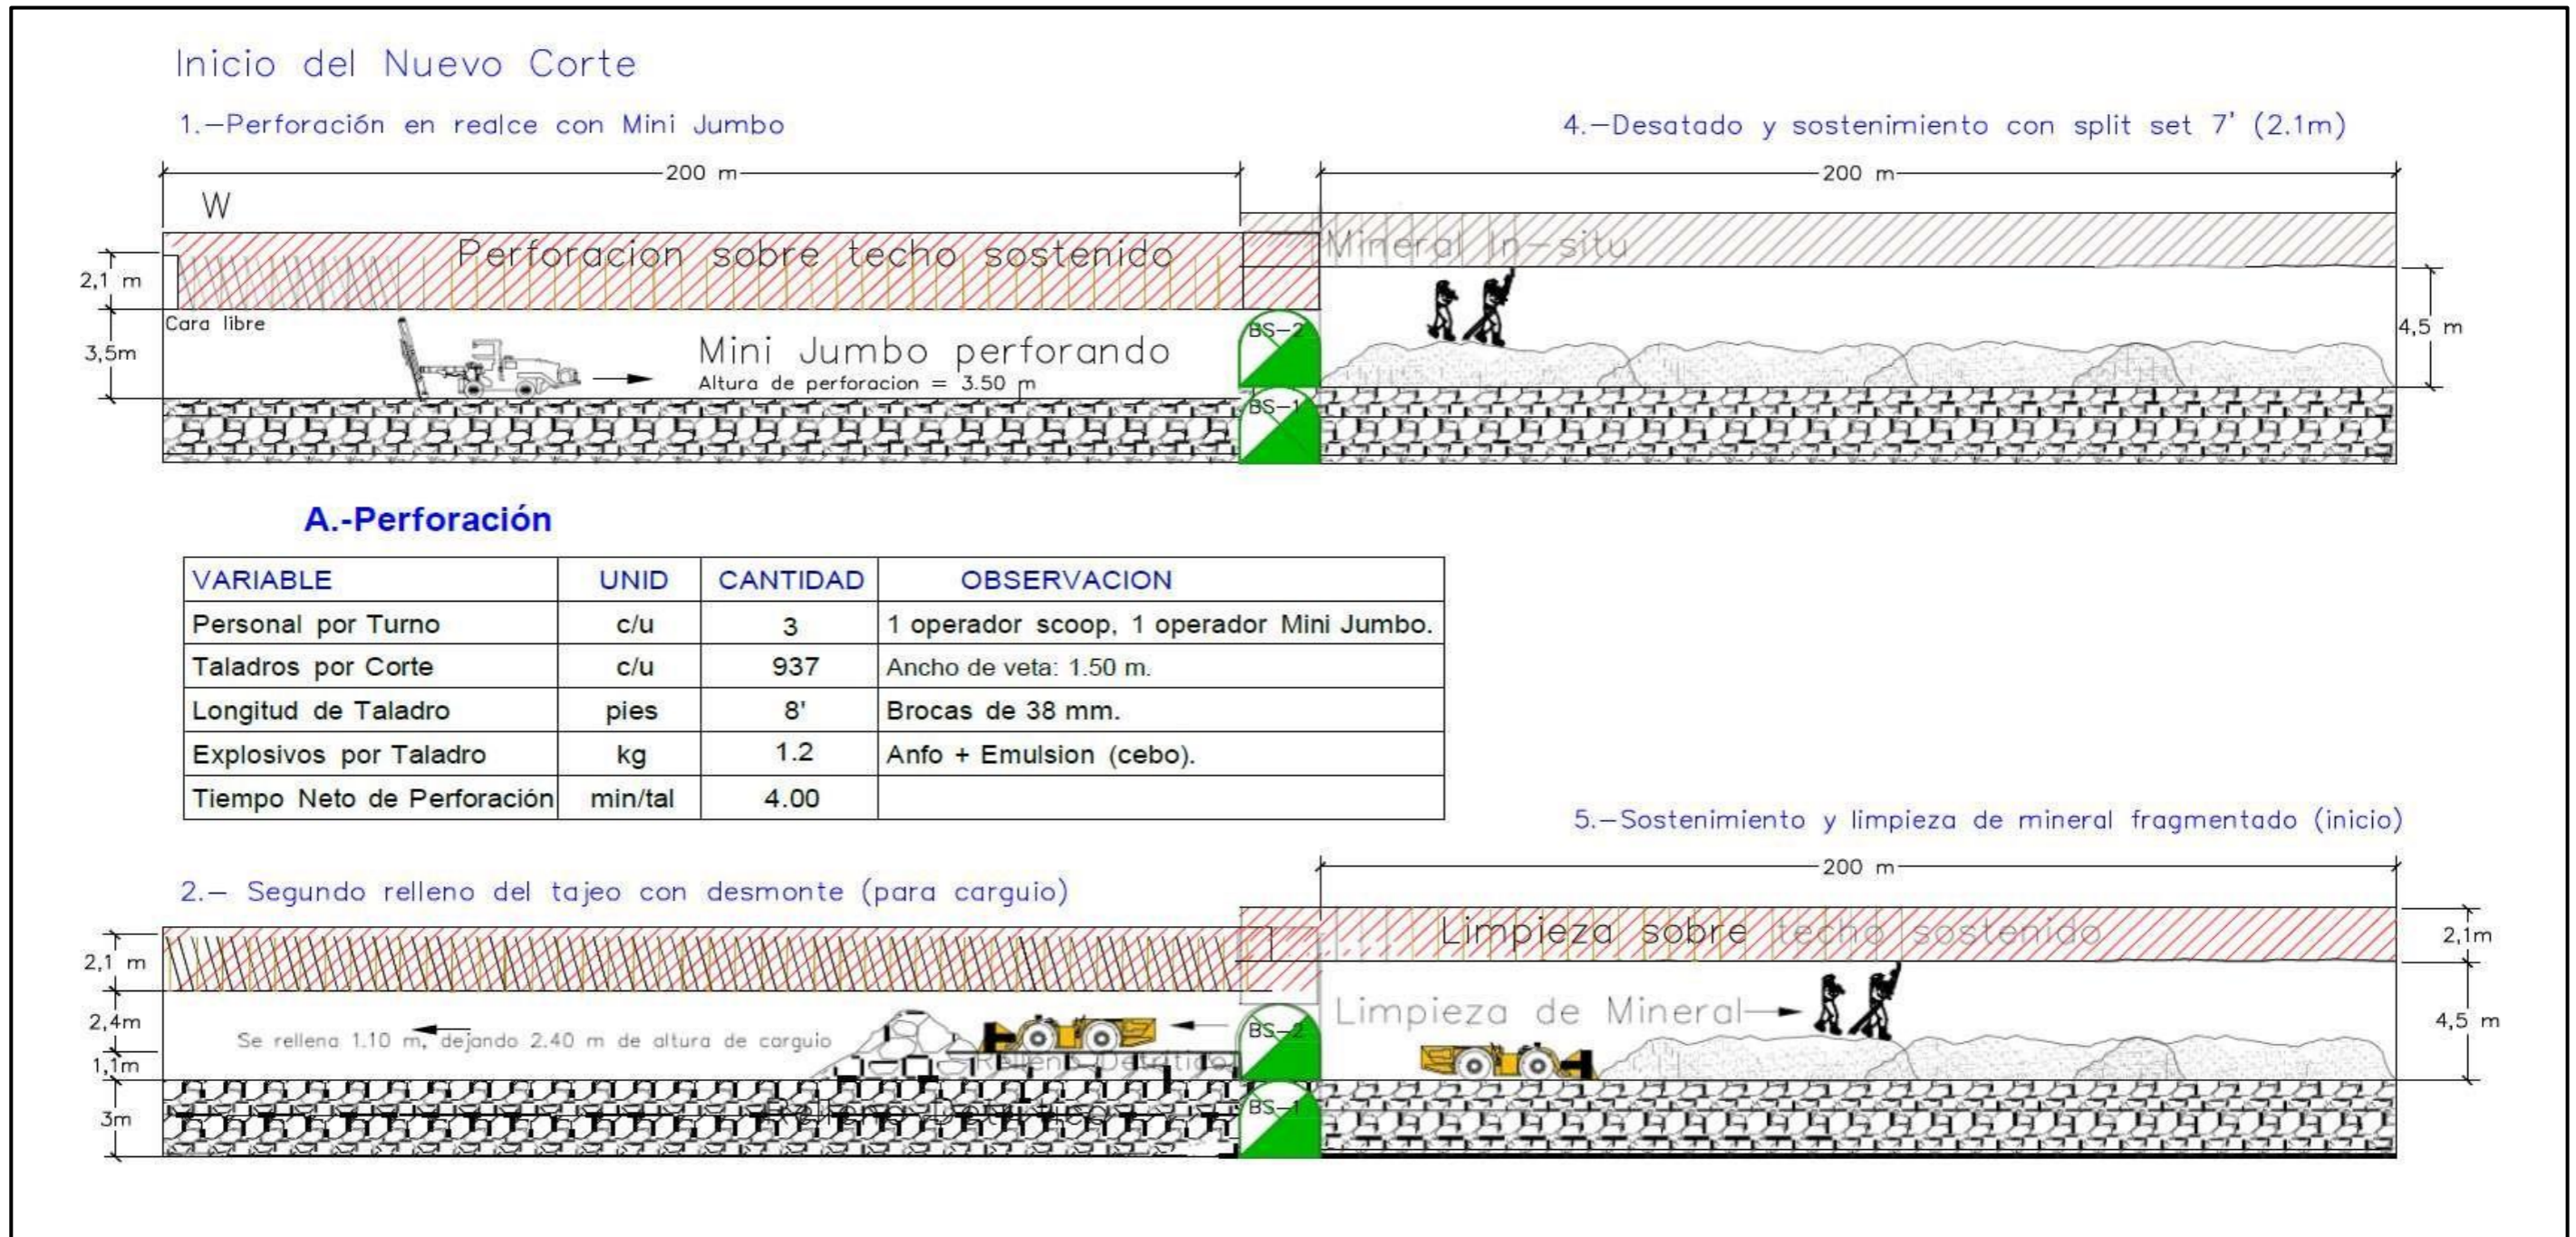 Inicio del Nuevo Corte
1.-Perforación en realce con Mini Jumbo
4.-Desatado y sostenimiento con split set 7' (2.1m)
200 m
200 m
W
Perforacion sobre techo sostenido
Mineral In-situ
2,1 m
Cara libre
3,5m
Mini Jumbo perforando
Altura de perforacion = 3.50 m
BS-2
4,5 m
BS-1
A.-Perforación
VARIABLE UNID CANTIDAD OBSERVACION
Personal por Turno c/u 3 1 operador scoop, 1 operador Mini Jumbo.
Taladros por Corte c/u 937 Ancho de veta: 1.50 m.
Longitud de Taladro pies 8' Brocas de 38 mm.
Explosivos por Taladro kg 1.2 Anfo + Emulsion (cebo).
Tiempo Neto de Perforación min/tal 4.00
5.-Sostenimiento y limpieza de mineral fragmentado (inicio)
200 m
2.- Segundo relleno del tajeo con desmonte (para carguio)
Limpieza sobre techo sostenido
2,1m
2,1 m
2,4m
Se rellena 1.10 m, dejando 2.40 m de altura de carguio
BS-2
Limpieza de Mineral
4,5 m
1,1m
Relleno Detritico
3m
Relleno Detritico
BS-1